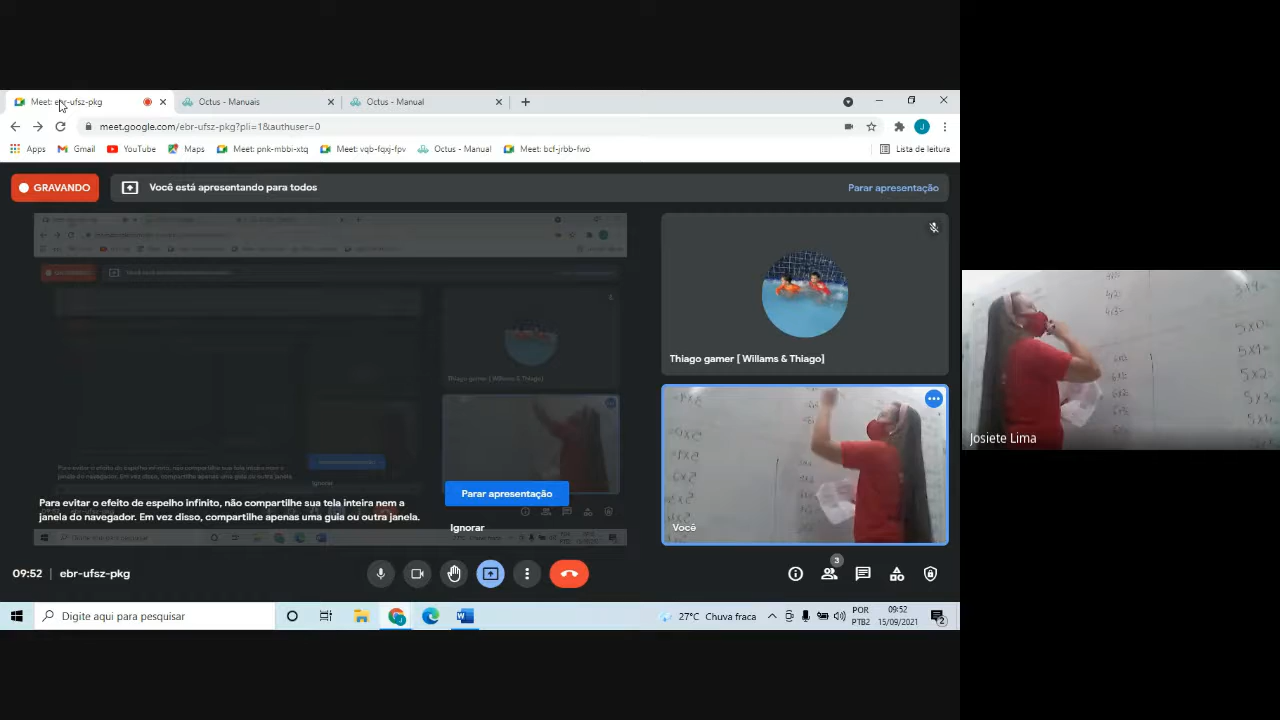 Meet: ebr-ufsz-pkg
Octus - Manuais
Octus - Manual
meet.google.com/ebr-ufsz-pkg?pli=1&authuser=0
Apps
Gmail
YouTube
Maps
Meet: pnk-mbbi-xtq
Meet: vqb-fqxj-fpv
Octus - Manual
Meet: bcf-jrbb-fwo
Lista de leitura
GRAVANDO
Você está apresentando para todos
Parar apresentação
Thiago gamer [ Willams & Thiago]
Para evitar o efeito de espelho infinito, não compartilhe sua tela inteira nem a
janela do navegador. Em vez disso, compartilhe apenas uma guia ou outra janela.
Parar apresentação
Ignorar
Você
5X0=
5X1=
5X2=
Josiete Lima
09:52
ebr-ufsz-pkg
3
Digite aqui para pesquisar
27°C Chuva fraca
POR
PTB2
09:52
15/09/2021
2